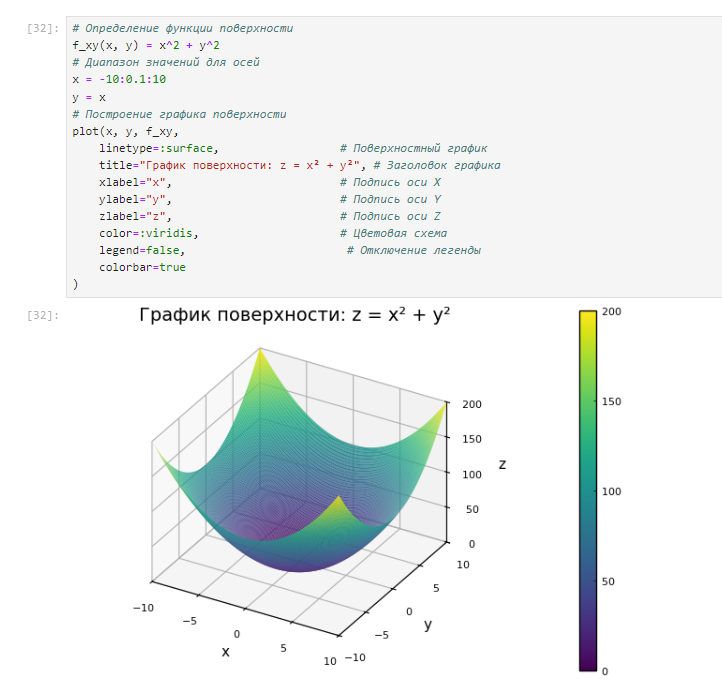 [32]:
# Определение функции поверхности
f_xy(x, y) = x^2 + y^2
# Диапазон значений для осей
x = -10:0.1:10
y = x
# Построение графика поверхности
plot(x, y, f_xy,
    linetype=:surface,                  # Поверхностный график
    title="График поверхности: z = x² + y²", # Заголовок графика
    xlabel="x",                         # Подпись оси X
    ylabel="y",                         # Подпись оси Y
    zlabel="z",                         # Подпись оси Z
    color=:viridis,                     # Цветовая схема
    legend=false,                        # Отключение легенды
    colorbar=true
)
[32]:
График поверхности: z = x² + y²
200
150
100
50
0
z
10
5
0
−5
−10
y
−10
−5
0
5
10
x
200
150
100
50
0